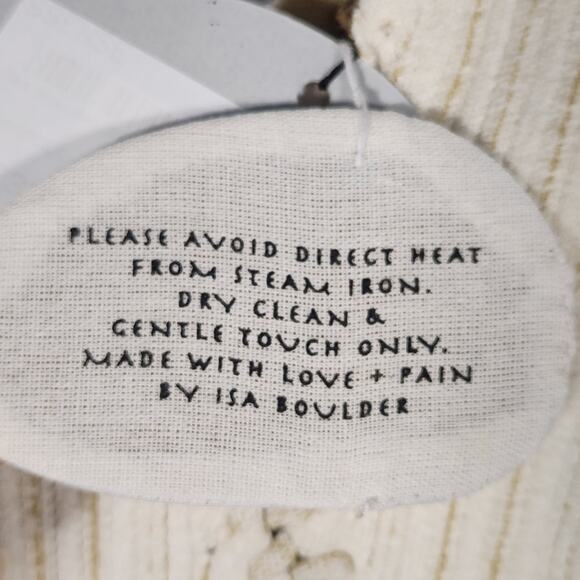 PLEASE AVOID DIRECT HEAT
FROM STEAM IRON.
DRY CLEAN &
GENTLE TOUCH ONLY.
MADE WITH LOVE + PAIN
BY ISA BOULDER